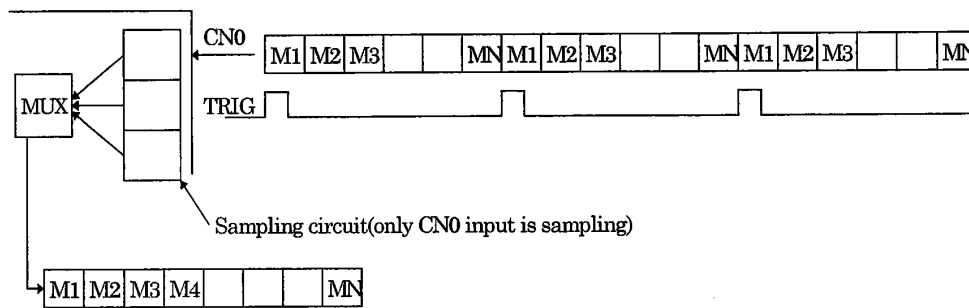 CN0
M1 M2 M3 MN M1 M2 M3 MN M1 M2 M3 MN
MUX
TRIG
Sampling circuit(only CN0 input is sampling)
M1 M2 M3 M4 MN